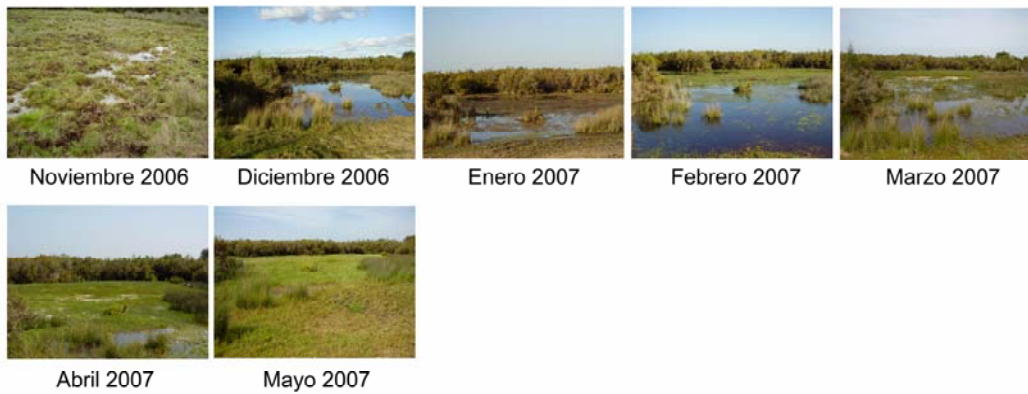 Noviembre 2006
Diciembre 2006
Enero 2007
Febrero 2007
Marzo 2007
Abril 2007
Mayo 2007